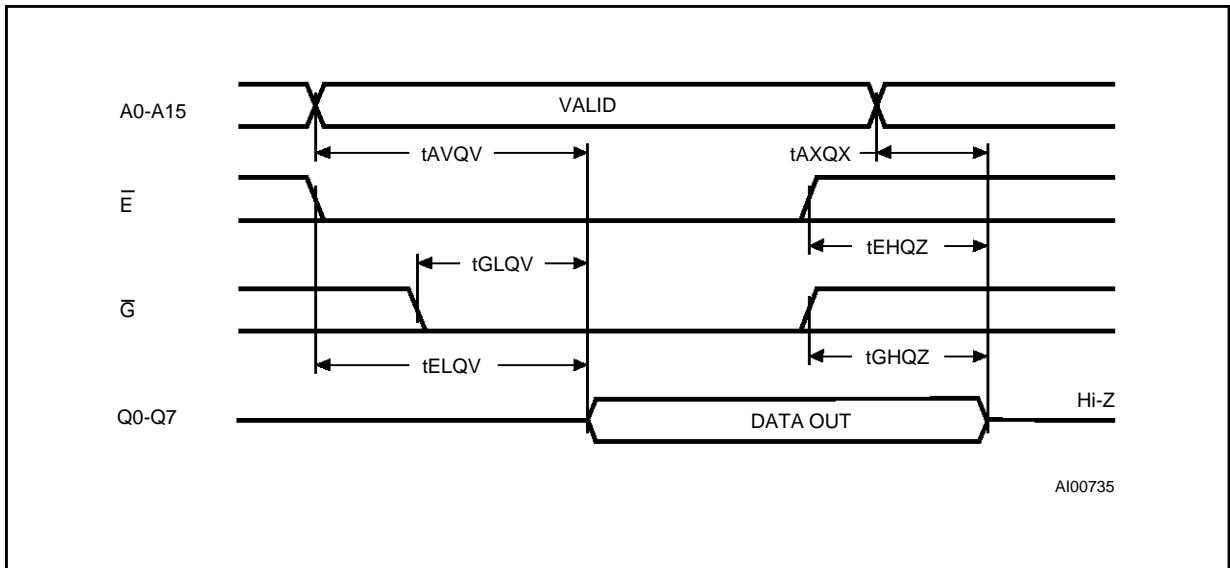 A0-A15
VALID
tAVQV
tAXQX
E̅
tEHQZ
tGLQV
G̅
tGHQZ
tELQV
Q0-Q7
DATA OUT
Hi-Z
AI00735